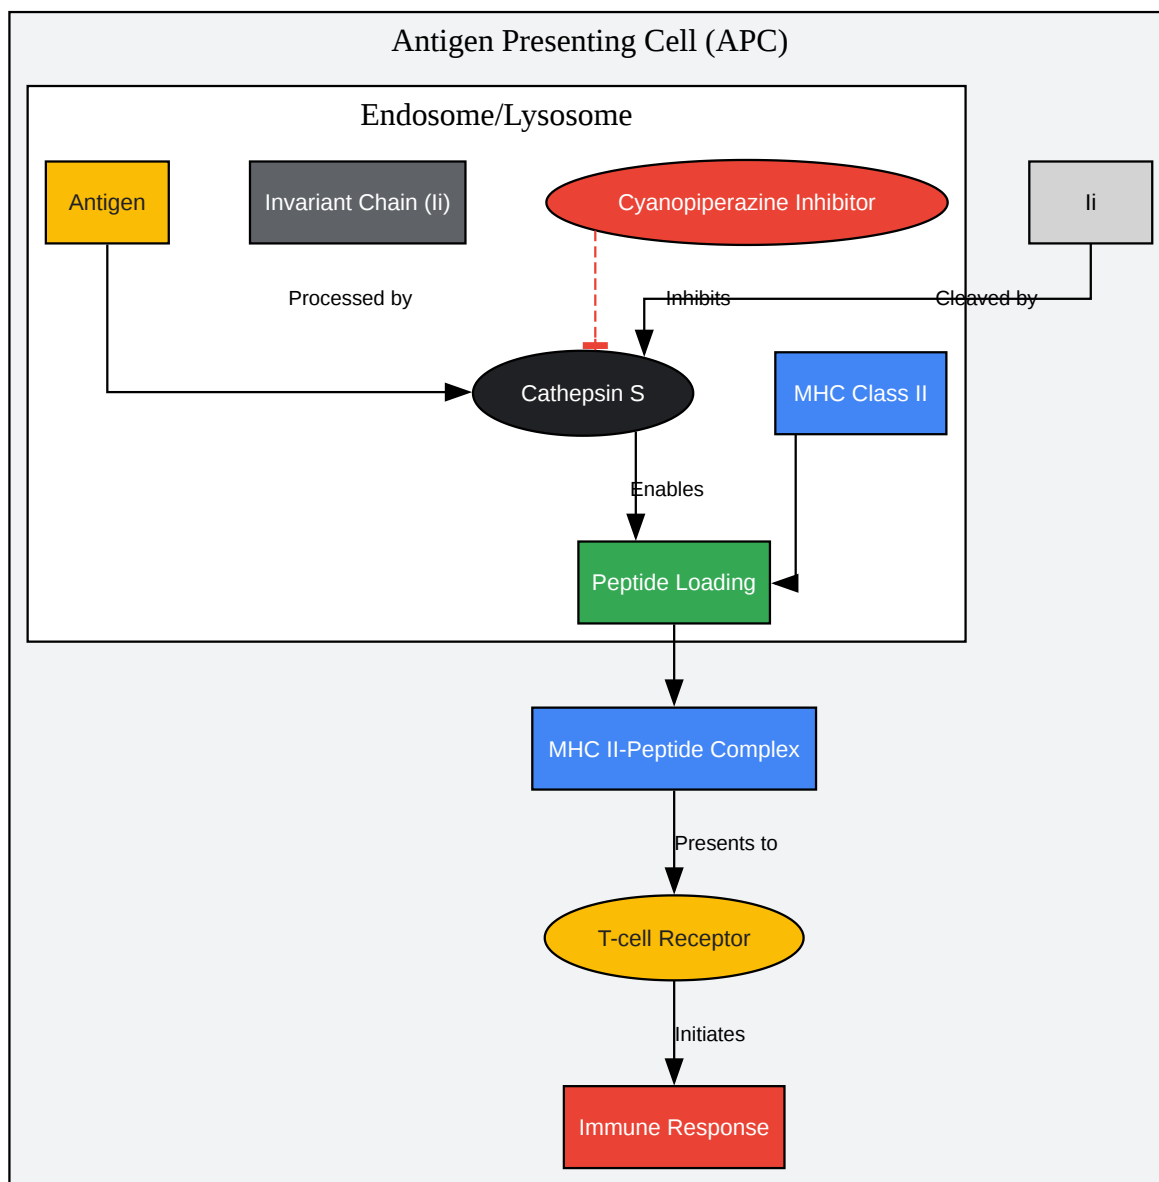 Antigen Presenting Cell (APC)
Endosome/Lysosome
Antigen
Invariant Chain (Ii)
Cyanopiperazine Inhibitor
Ii
Processed by
Inhibits
Cleaved by
Cathepsin S
MHC Class II
Enables
Peptide Loading
MHC II-Peptide Complex
Presents to
T-cell Receptor
Initiates
Immune Response